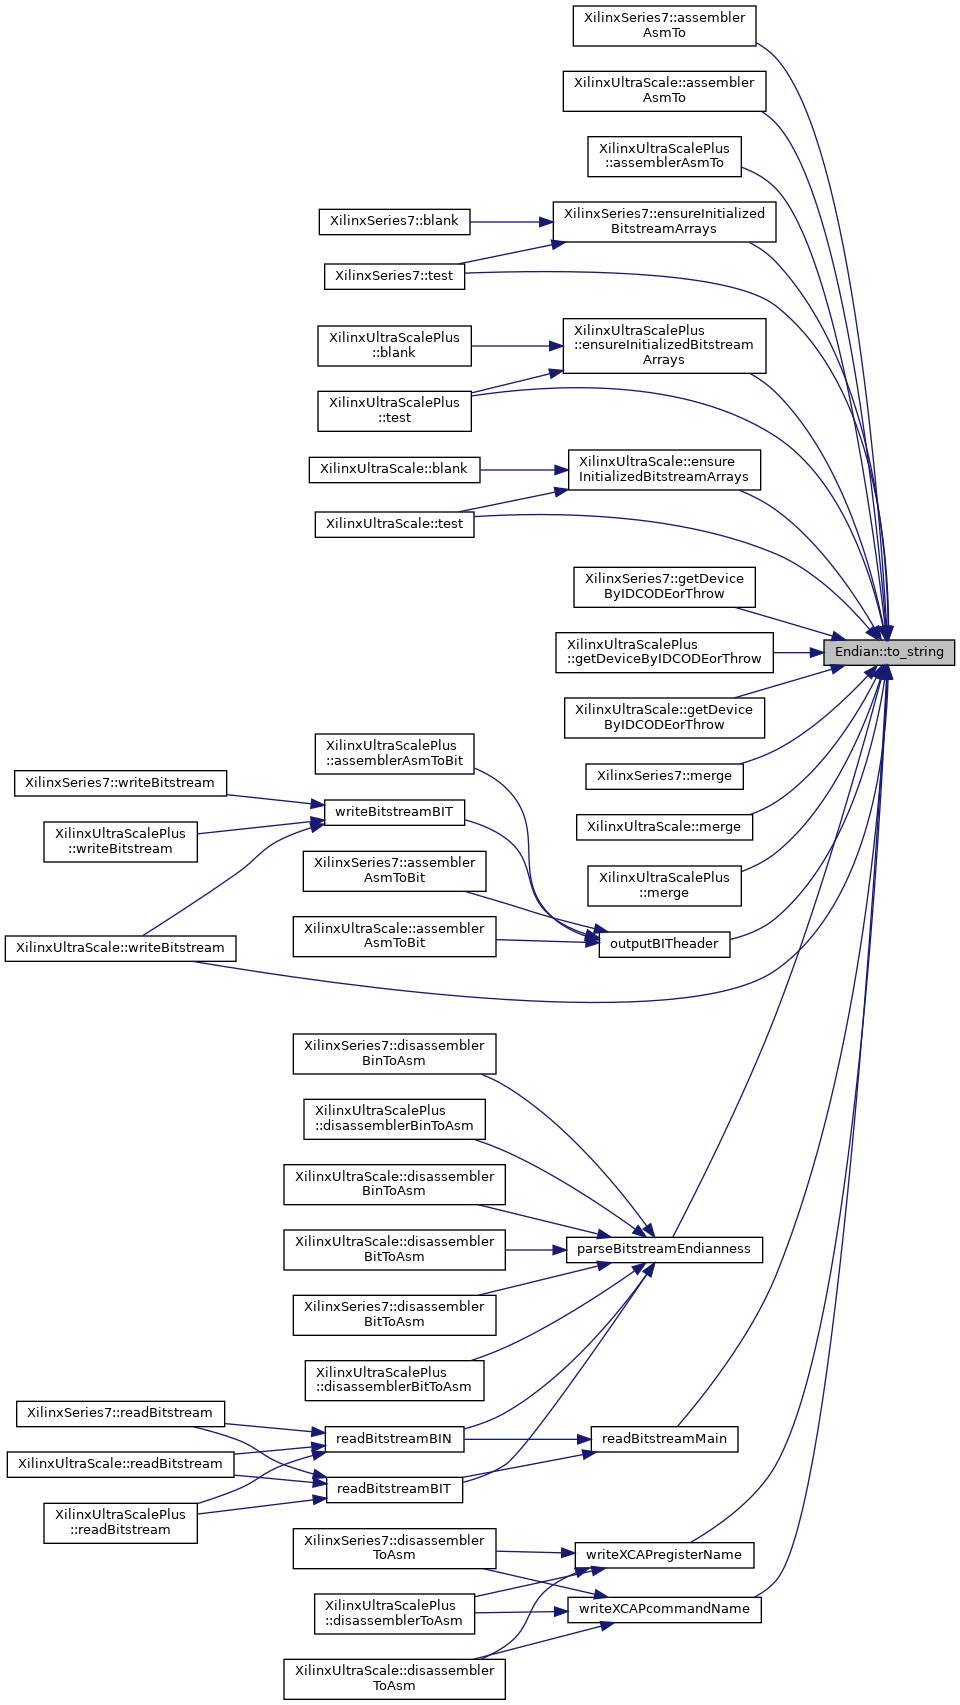 XilinxSeries7::assembler
AsmTo
XilinxUltraScale::assembler
AsmTo
XilinxUltraScalePlus
::assemblerAsmTo
XilinxSeries7::ensureInitialized
BitstreamArrays
XilinxSeries7::blank
XilinxSeries7::test
XilinxUltraScalePlus
::ensureInitializedBitstream
Arrays
XilinxUltraScalePlus
::blank
XilinxUltraScalePlus
::test
XilinxUltraScale::ensure
InitializedBitstreamArrays
XilinxUltraScale::blank
XilinxUltraScale::test
XilinxSeries7::getDevice
ByIDCODEorThrow
XilinxUltraScalePlus
::getDeviceByIDCODEorThrow
Endian::to_string
XilinxUltraScale::getDevice
ByIDCODEorThrow
XilinxUltraScalePlus
::assemblerAsmToBit
XilinxSeries7::merge
XilinxSeries7::writeBitstream
writeBitstreamBIT
XilinxUltraScale::merge
XilinxUltraScalePlus
::writeBitstream
XilinxSeries7::assembler
AsmToBit
XilinxUltraScalePlus
::merge
XilinxUltraScale::assembler
AsmToBit
outputBITheader
XilinxUltraScale::writeBitstream
XilinxSeries7::disassembler
BinToAsm
XilinxUltraScalePlus
::disassemblerBinToAsm
XilinxUltraScale::disassembler
BinToAsm
XilinxUltraScale::disassembler
BitToAsm
parseBitstreamEndianness
XilinxSeries7::disassembler
BitToAsm
XilinxUltraScalePlus
::disassemblerBitToAsm
XilinxSeries7::readBitstream
readBitstreamBIN
readBitstreamMain
XilinxUltraScale::readBitstream
readBitstreamBIT
XilinxUltraScalePlus
::readBitstream
XilinxSeries7::disassembler
ToAsm
writeXCAPregisterName
XilinxUltraScalePlus
::disassemblerToAsm
writeXCAPcommandName
XilinxUltraScale::disassembler
ToAsm